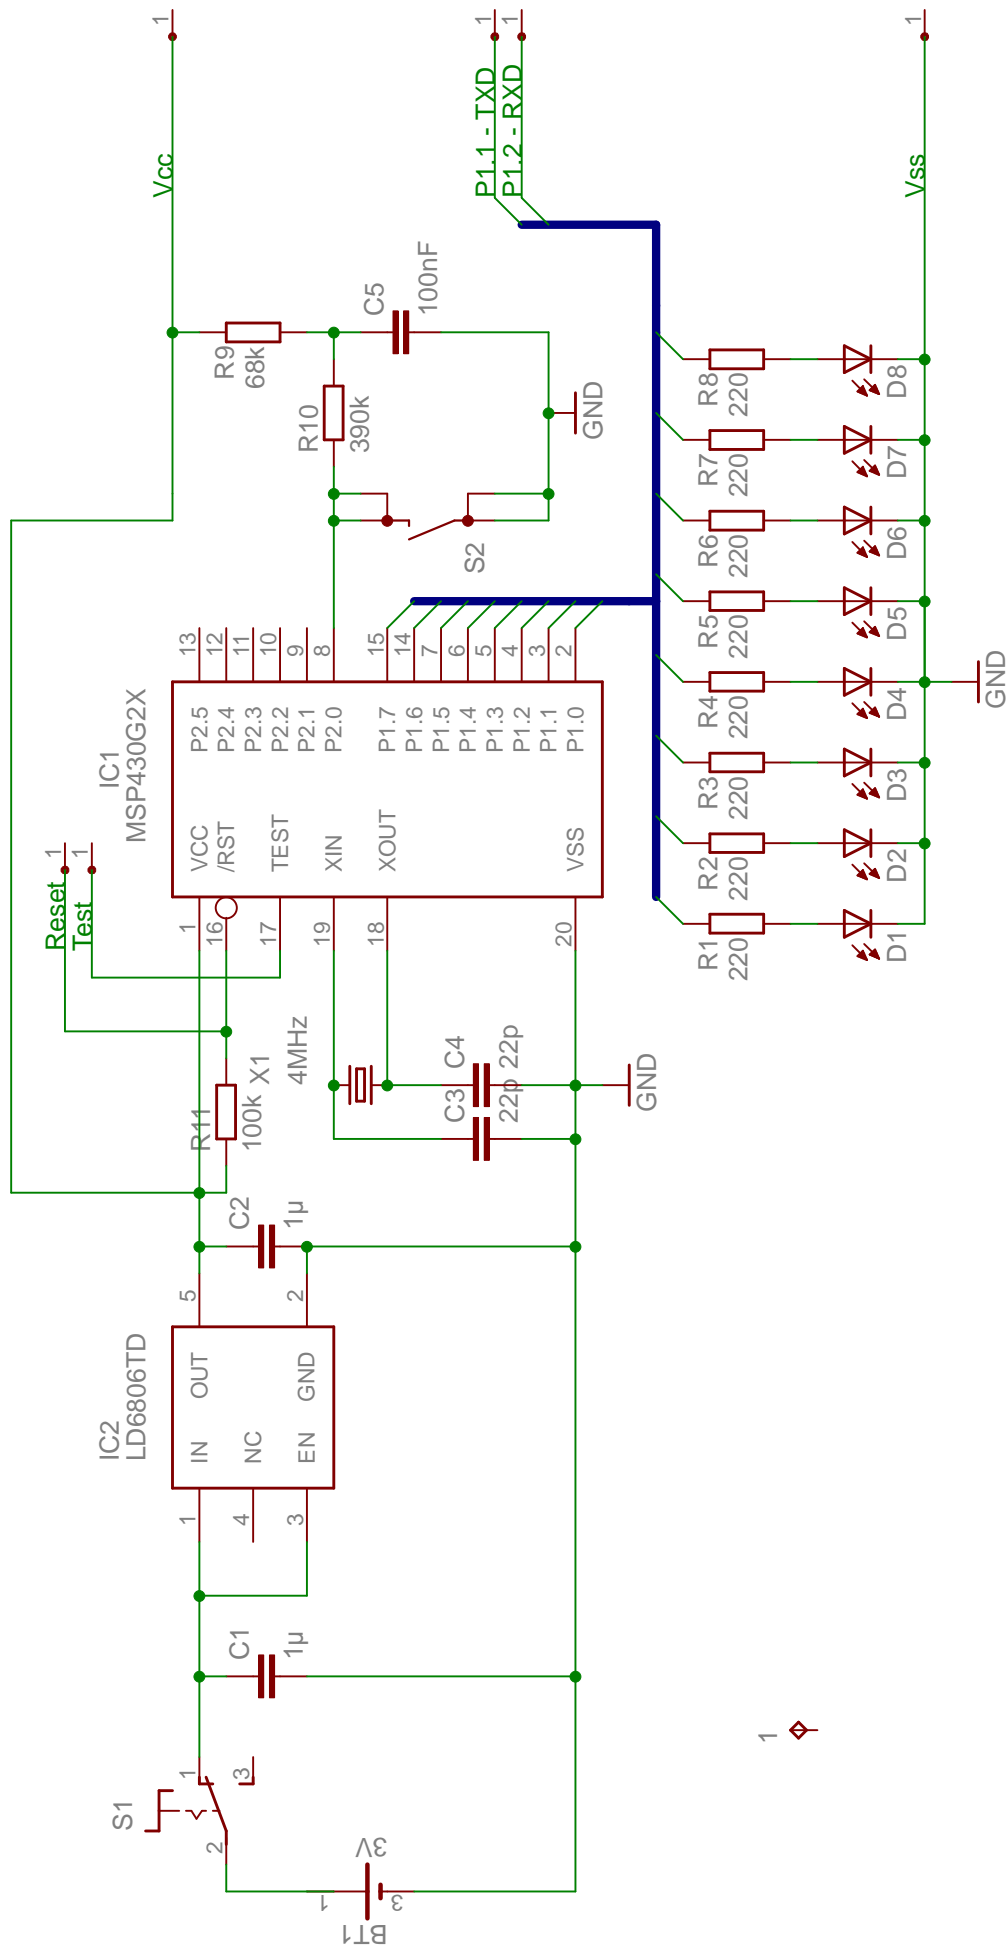 S1
2
1
3
BT1
3V
1
3
C1
1µ
IC2
LD6806TD
1
4
3
IN
NC
EN
OUT
GND
5
2
C2
1µ
R11
100k
X1
4MHz
C3
22p
C4
22p
GND
Reset
Test
1
1
IC1
MSP430G2X
1
16
17
19
18
20
VCC
/RST
TEST
XIN
XOUT
VSS
P2.5
P2.4
P2.3
P2.2
P2.1
P2.0
P1.7
P1.6
P1.5
P1.4
P1.3
P1.2
P1.1
P1.0
13
12
11
10
9
8
15
14
7
6
5
4
3
2
S2
R10
390k
R9
68k
C5
100nF
GND
Vcc
1
P1.1 - TXD
1
P1.2 - RXD
1
Vss
1
R1
220
D1
R2
220
D2
R3
220
D3
R4
220
D4
R5
220
D5
R6
220
D6
R7
220
D7
R8
220
D8
GND
1